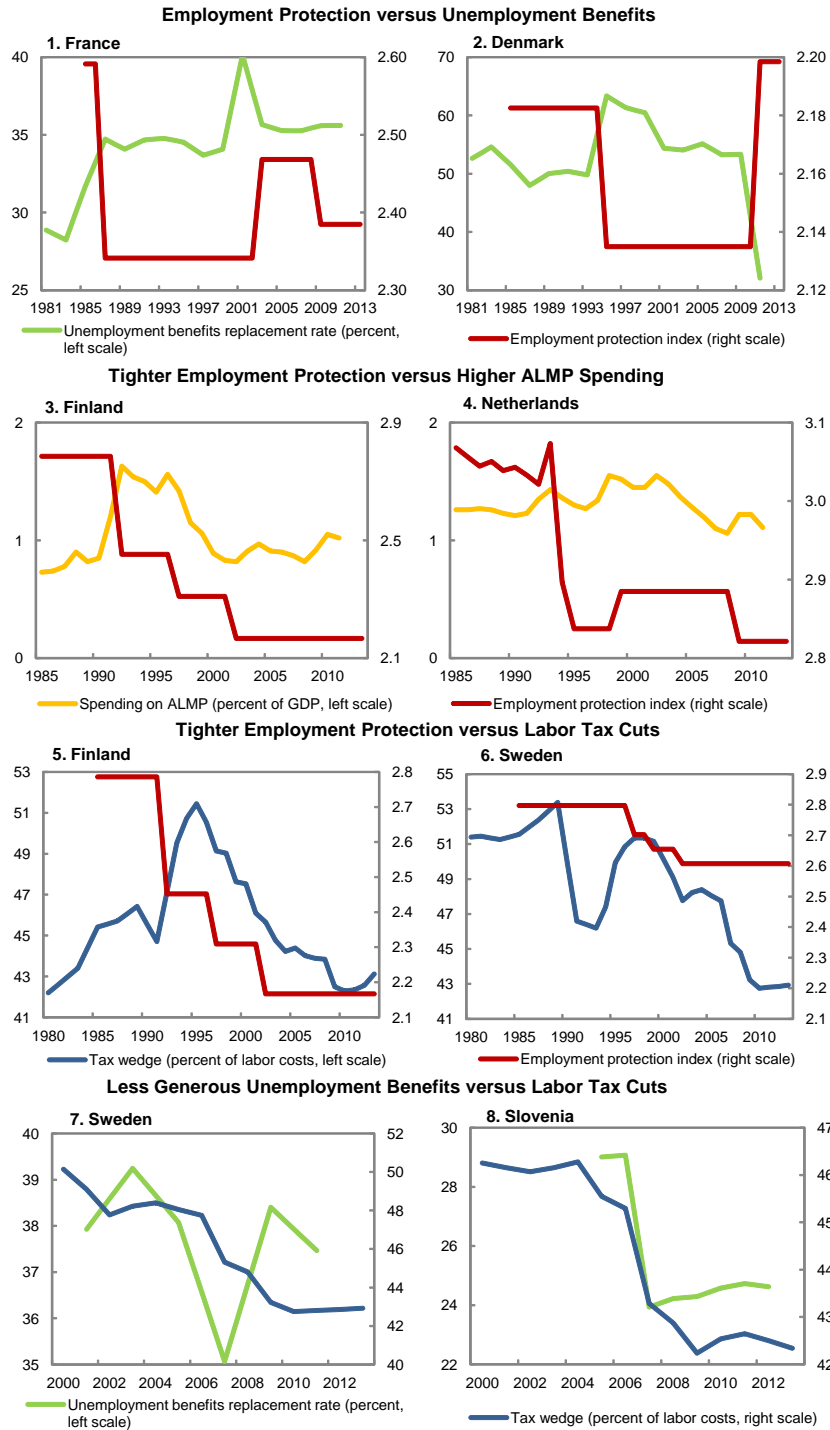 Employment Protection versus Unemployment Benefits
1. France
40
35
30
25
2.60
2.50
2.40
2.30
1981 1985 1989 1993 1997 2001 2005 2009 2013
2. Denmark
70
60
50
40
30
2.20
2.18
2.16
2.14
2.12
1981 1985 1989 1993 1997 2001 2005 2009 2013
Unemployment benefits replacement rate (percent,
left scale)
Employment protection index (right scale)
Tighter Employment Protection versus Higher ALMP Spending
3. Finland
2
1
0
2.9
2.5
2.1
1985 1990 1995 2000 2005 2010
4. Netherlands
2
1
0
3.1
3.0
2.9
2.8
1985 1990 1995 2000 2005 2010
Spending on ALMP (percent of GDP, left scale)
Employment protection index (right scale)
Tighter Employment Protection versus Labor Tax Cuts
5. Finland
53
51
49
47
45
43
41
2.8
2.7
2.6
2.5
2.4
2.3
2.2
2.1
1980 1985 1990 1995 2000 2005 2010
6. Sweden
55
53
51
49
47
45
43
41
2.9
2.8
2.7
2.6
2.5
2.4
2.3
2.2
2.1
1980 1985 1990 1995 2000 2005 2010
Tax wedge (percent of labor costs, left scale)
Employment protection index (right scale)
Less Generous Unemployment Benefits versus Labor Tax Cuts
7. Sweden
40
39
38
37
36
35
52
50
48
46
44
42
40
2000 2002 2004 2006 2008 2010 2012
8. Slovenia
30
28
26
24
22
47
46
45
44
43
42
2000 2002 2004 2006 2008 2010 2012
Unemployment benefits replacement rate (percent,
left scale)
Tax wedge (percent of labor costs, right scale)